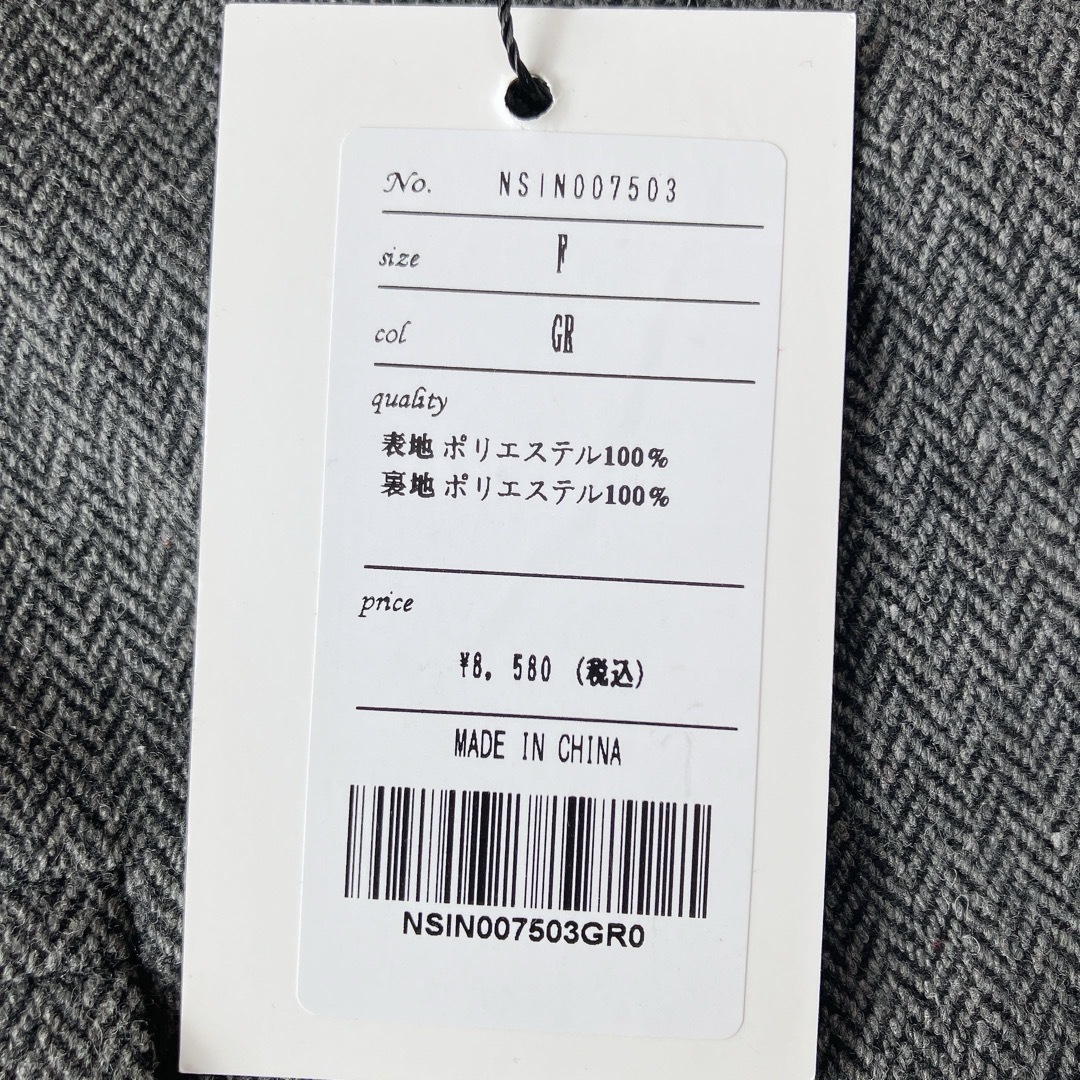 No. NSIN007503
size F
col GR
quality
表地 ポリエステル100%
裏地 ポリエステル100%
price
¥8, 580 (税込)
MADE IN CHINA
NSIN007503GR0